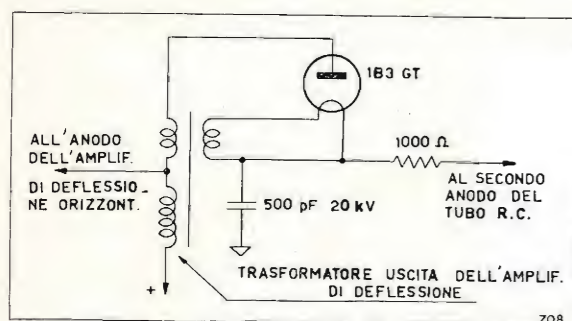 1B3 GT
ALL'ANODO
DELL'AMPLIF.
DI DEFLESSIO_
NE ORIZZONT.
1000 Ω
AL SECONDO
ANODO DEL
TUBO R.C.
500 pF 20 kV
+
TRASFORMATORE USCITA DELL'AMPLIF.
DI DEFLESSIONE
708